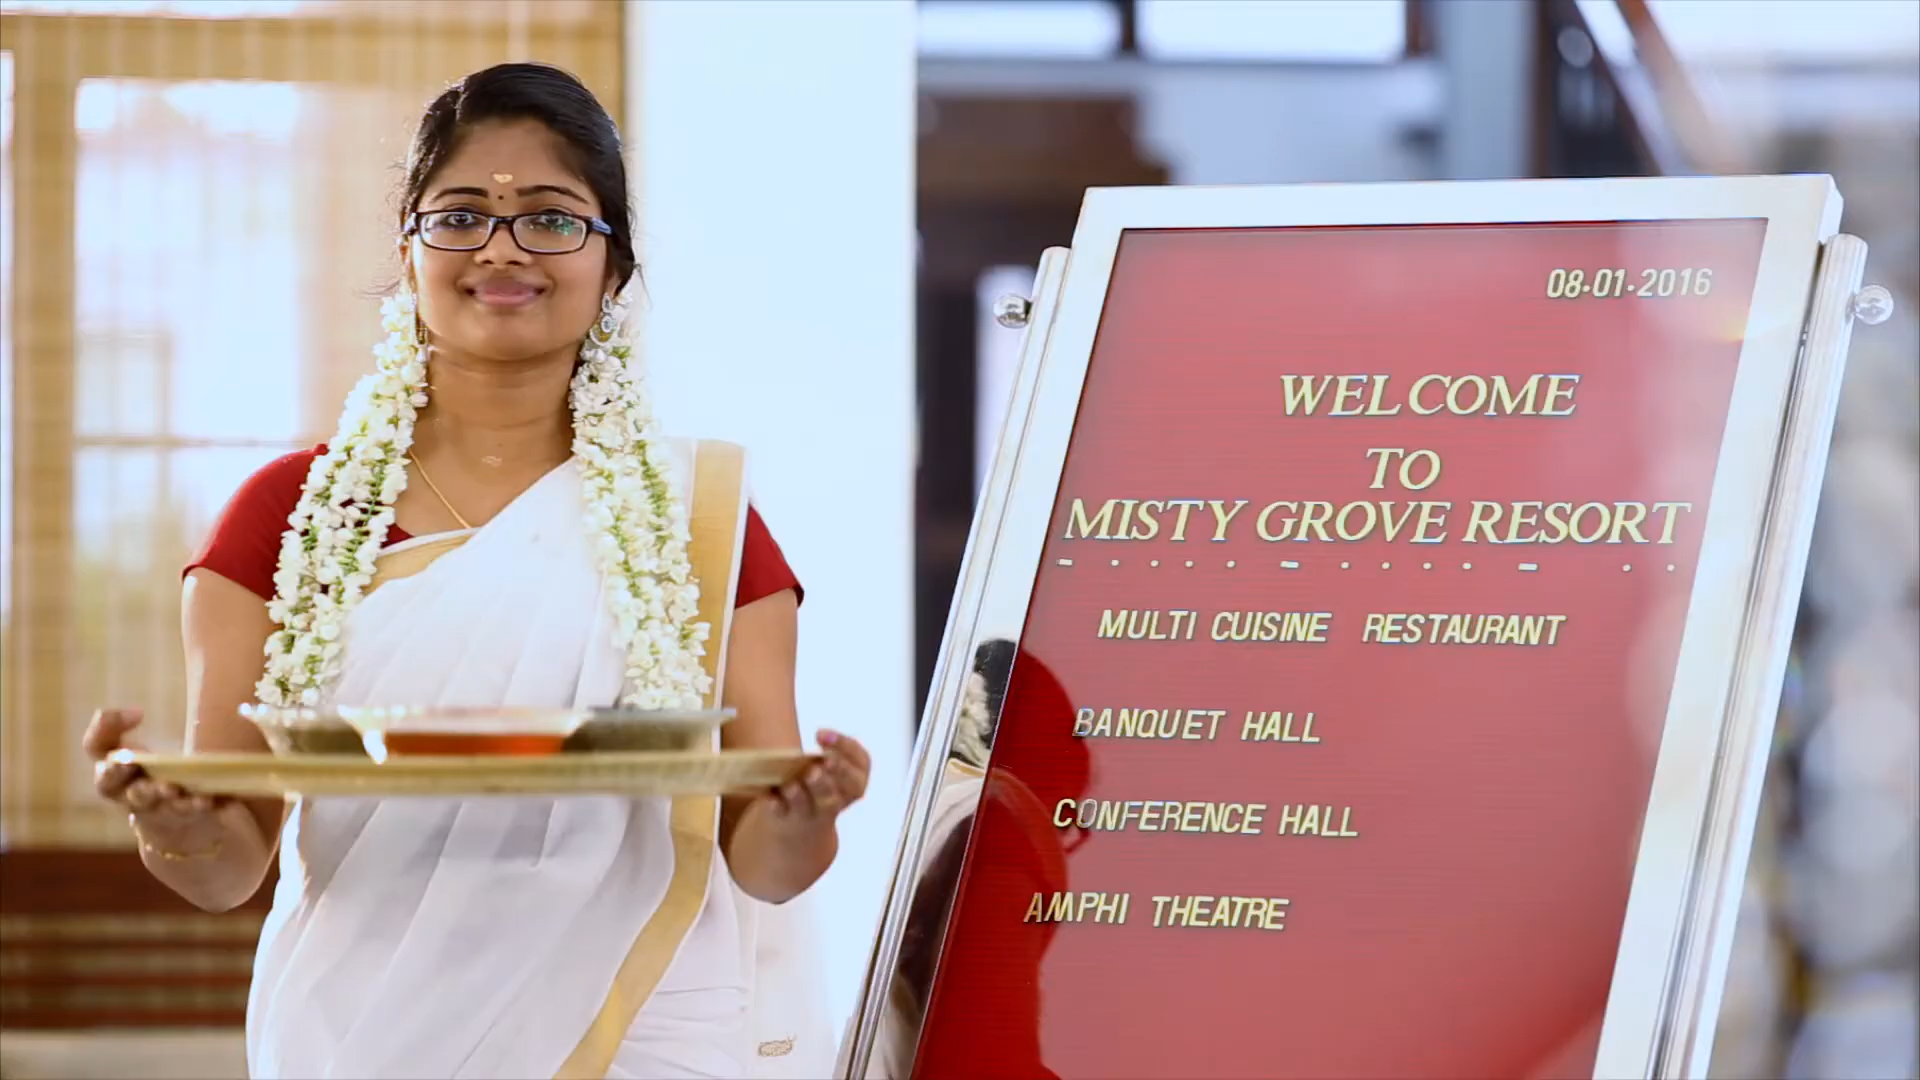 08-01-2016
WELCOME
TO
MISTY GROVE RESORT
MULTI CUISINE RESTAURANT
BANQUET HALL
CONFERENCE HALL
AMPHI THEATRE